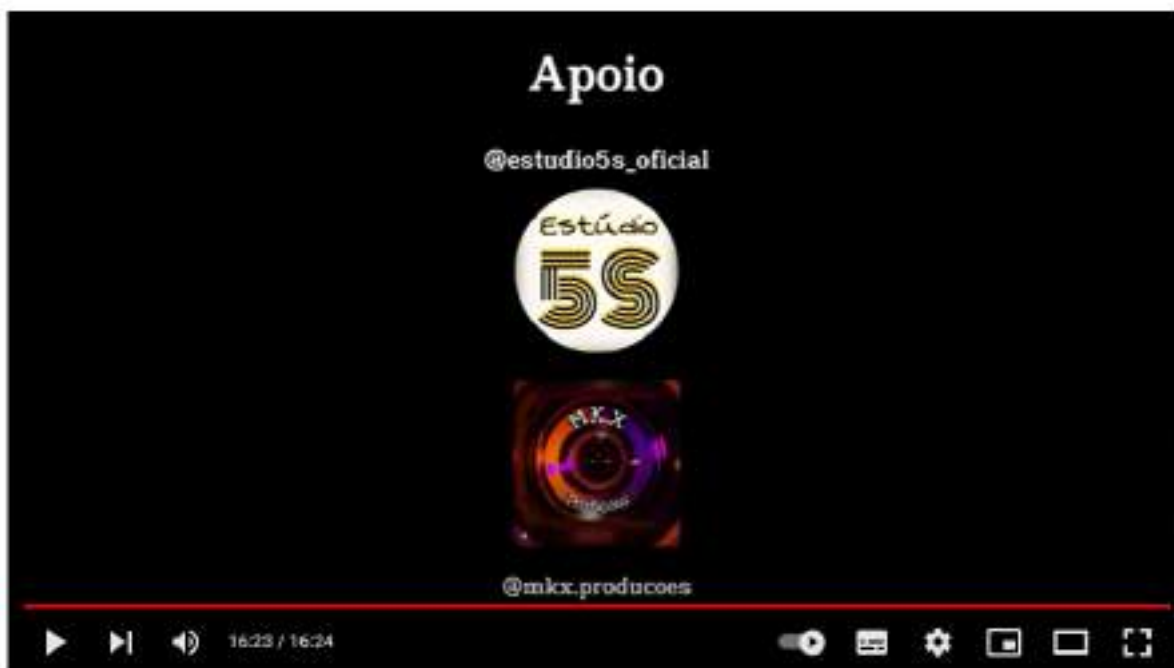 Apoio
@estudio5s_oficial
Estúdio
5S
MKX
@mkx.producoes
16:23 / 16:24